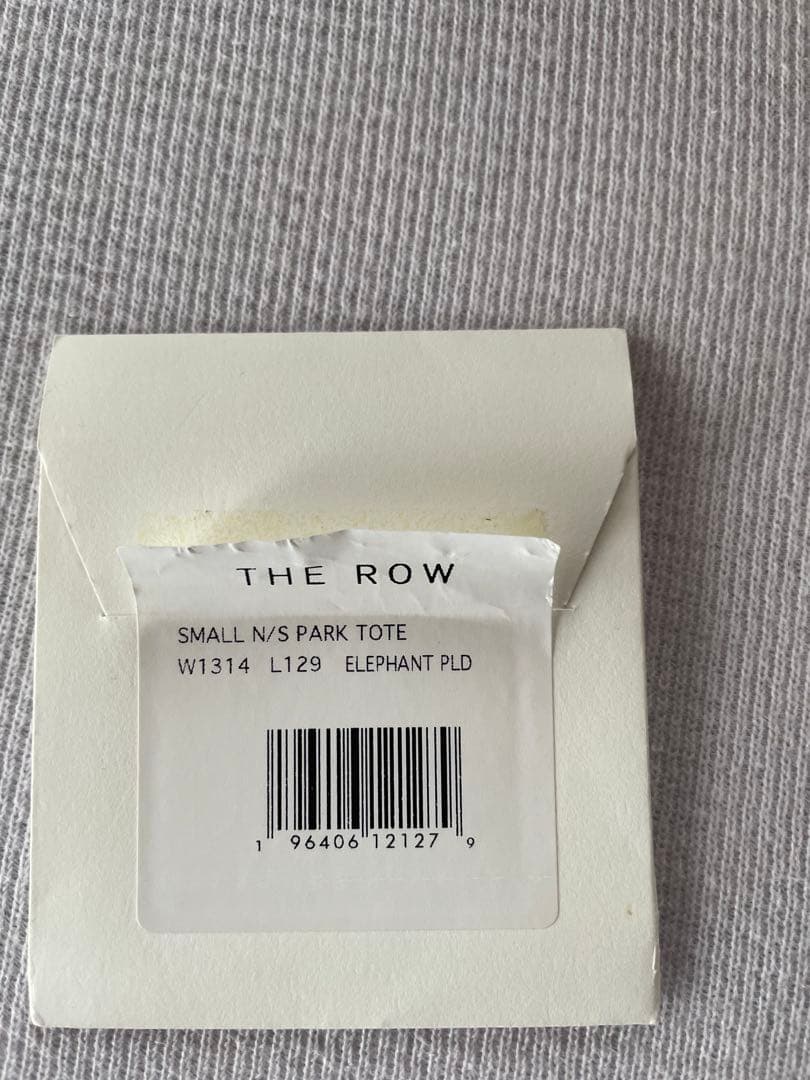 THE ROW
SMALL N/S PARK TOTE
W1314 L129 ELEPHANT PLD
1 96406 12127 9